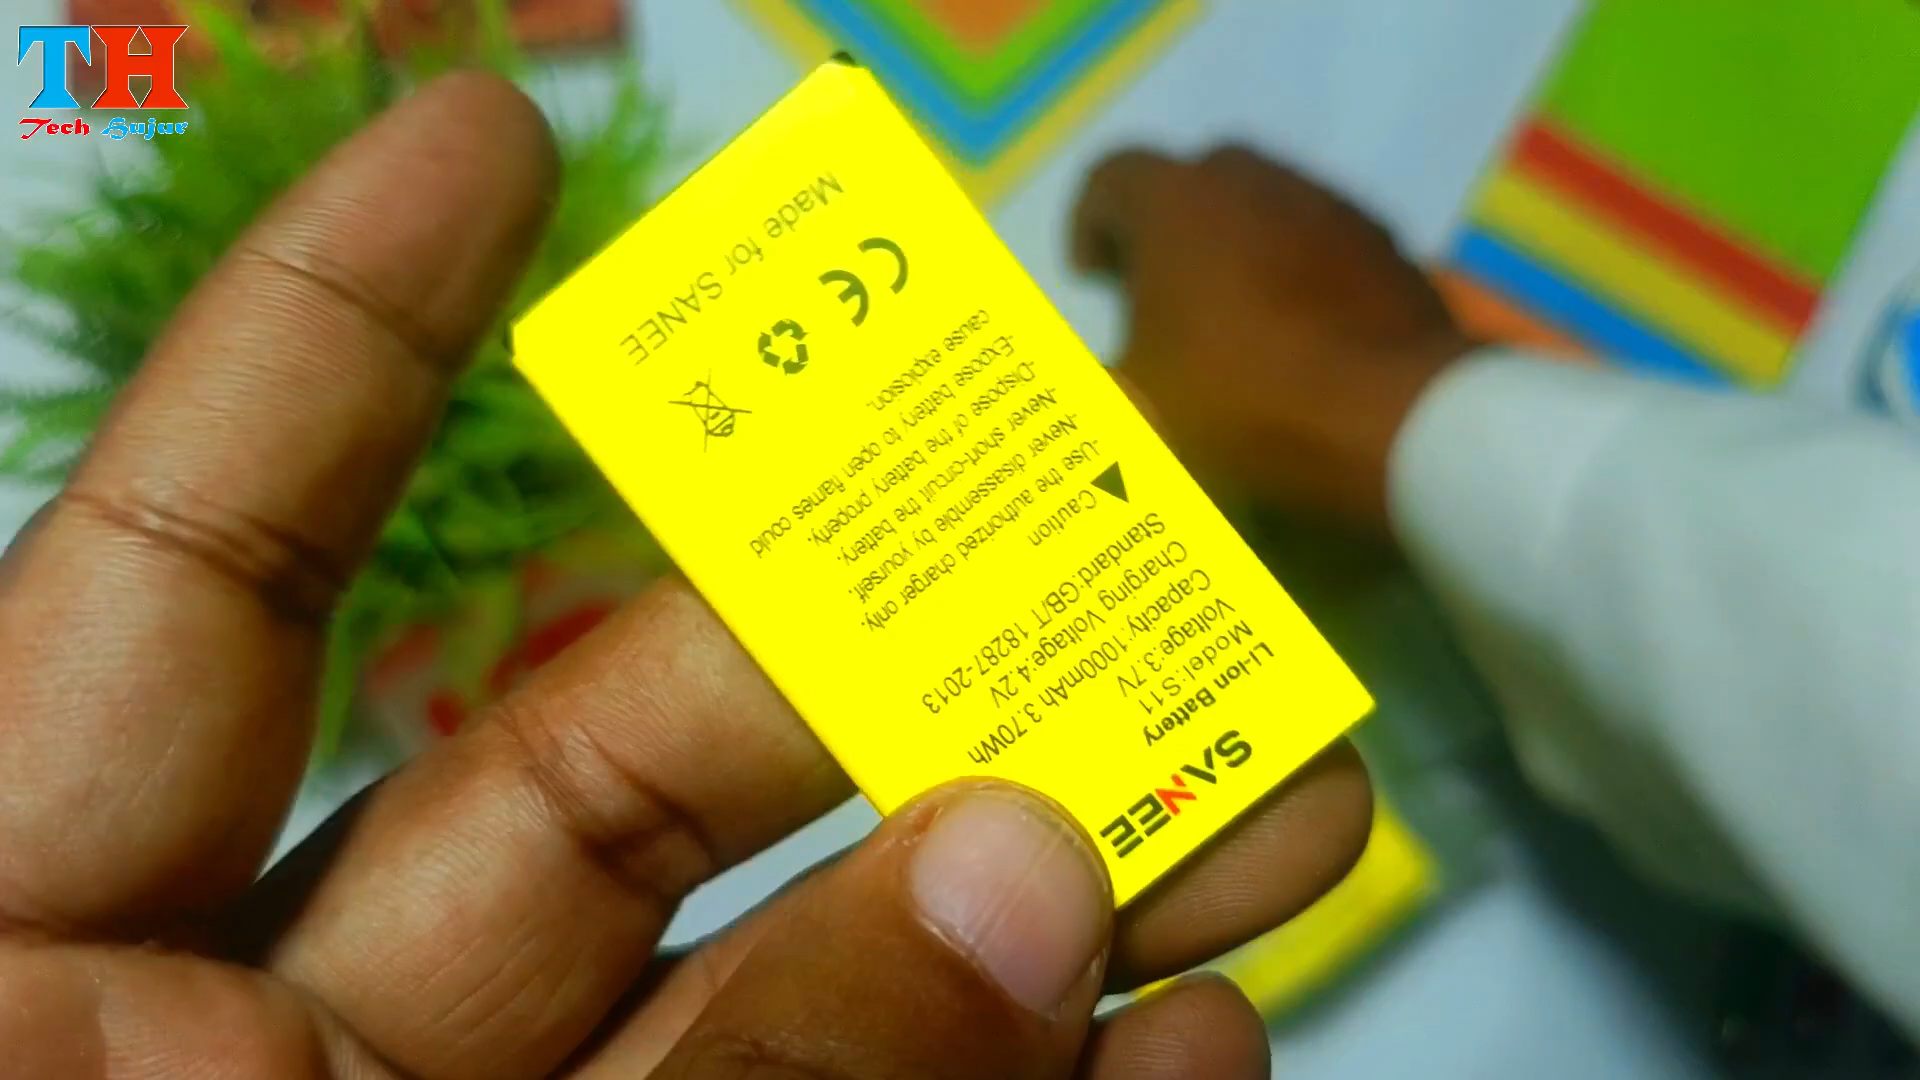 TH
Tech Sujur
SANEE
Li-ion Battery
Model:S11
Voltage:3.7V
Capacity:1000mAh 3.70Wh
Charging Voltage:4.2V
Standard:GB/T 18287-2013
Caution
-Use the authorized charger only,
-Never disassemble by yourself,
-Never short-circuit the battery,
-Dispose of the battery properly,
-Expose battery to open flames could
cause explosion.
CE
Made for SANEE